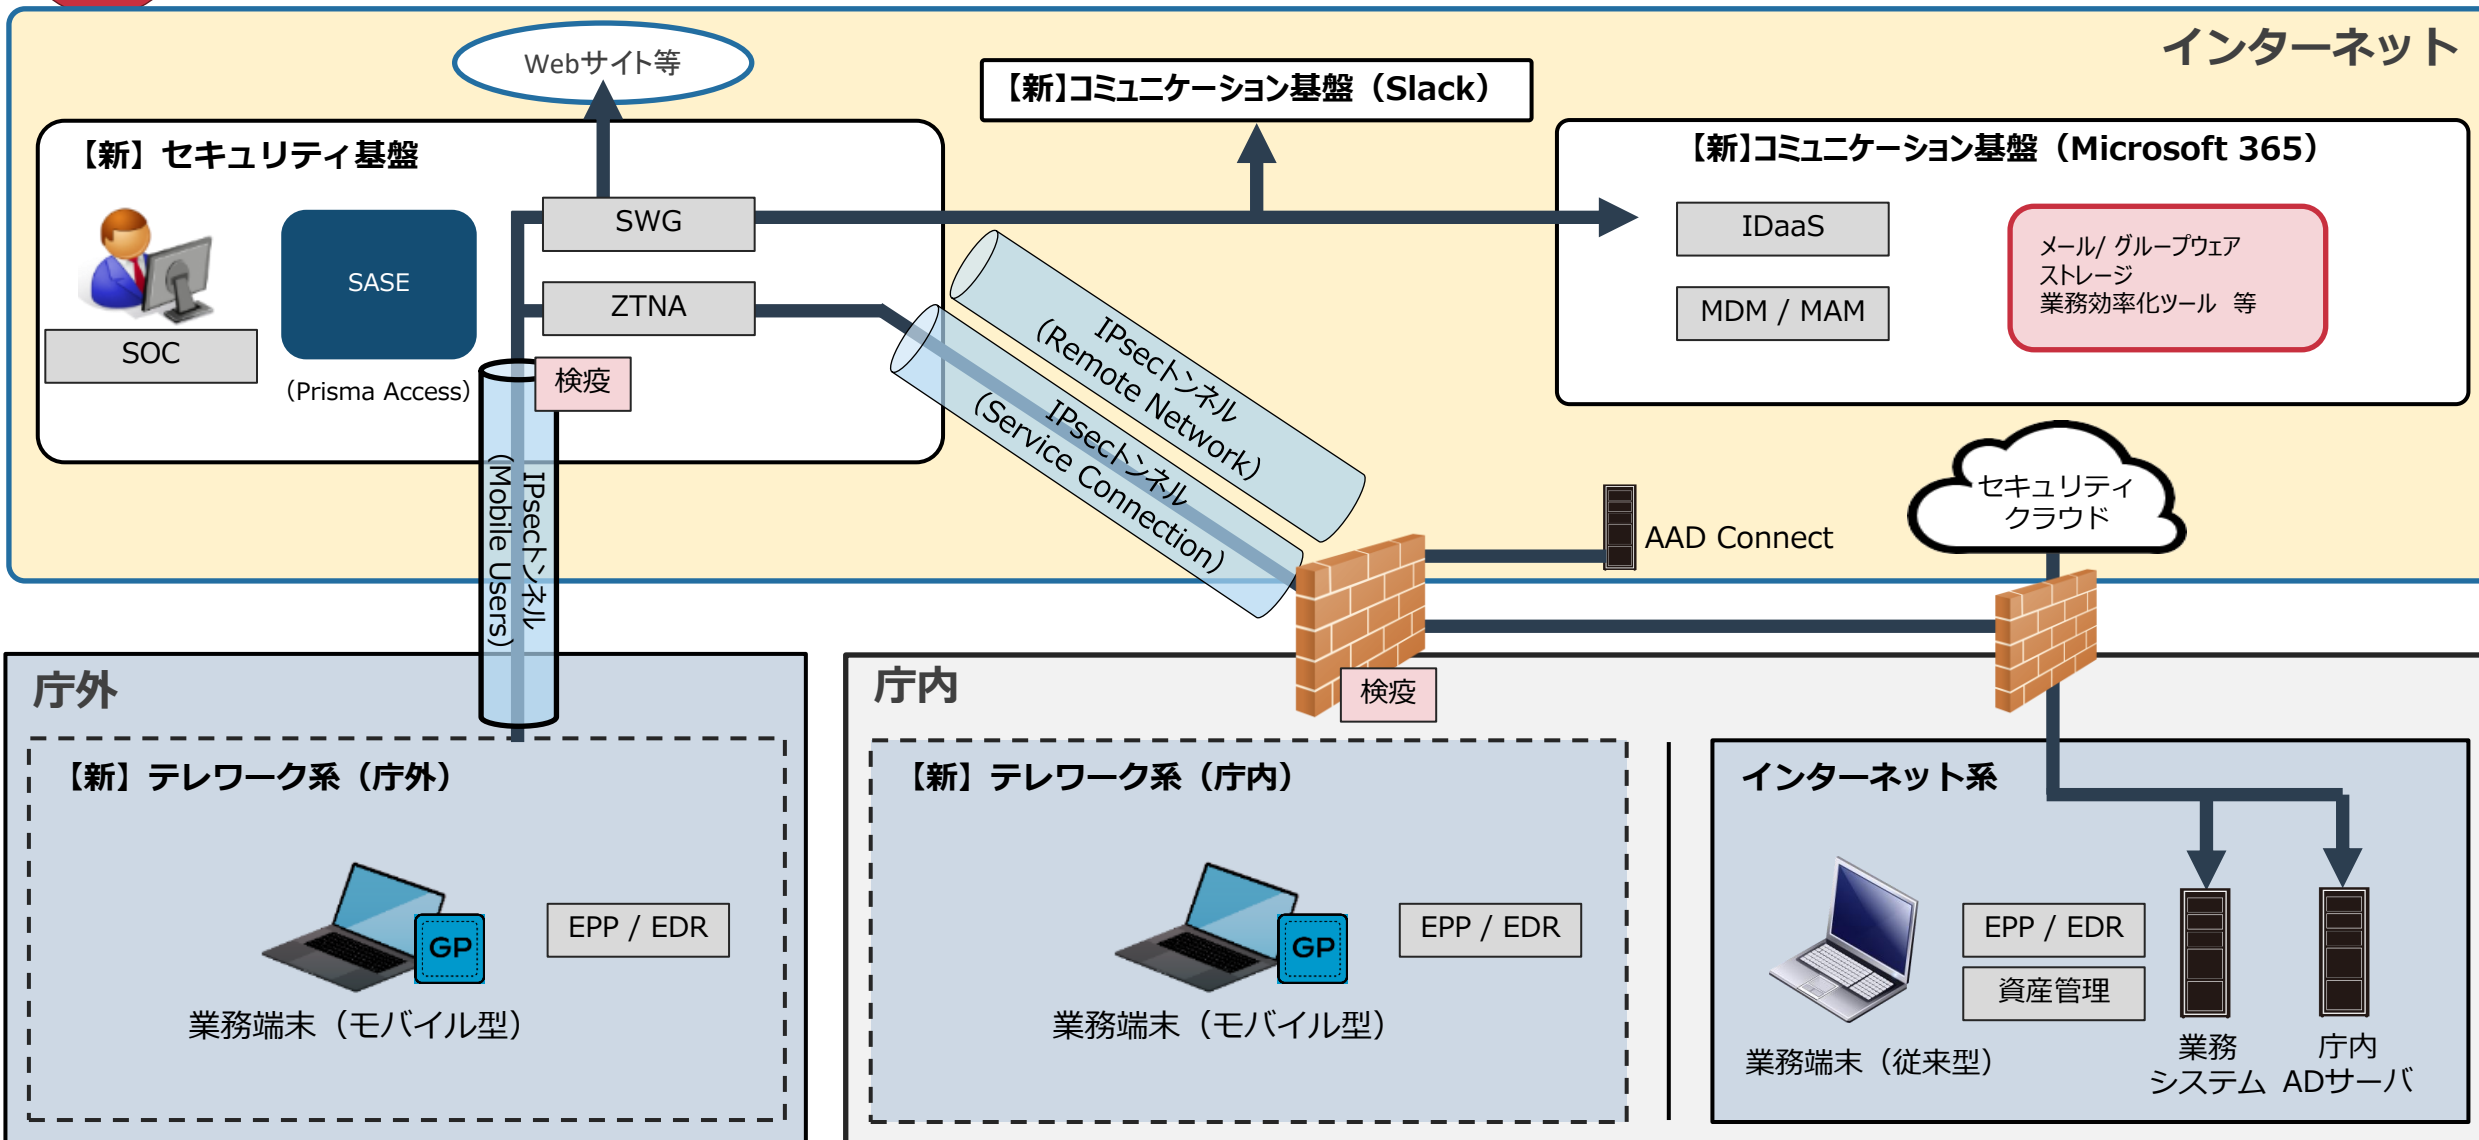 インターネット
Webサイト等
【新】コミュニケーション基盤（Slack）
【新】セキュリティ基盤
SOC
SASE
（Prisma Access）
SWG
ZTNA
検疫
IPsecトンネル
（Mobile Users）
IPsecトンネル
（Remote Network）
IPsecトンネル
（Service Connection）
【新】コミュニケーション基盤（Microsoft 365）
IDaaS
MDM / MAM
メール/ グループウェア
ストレージ
業務効率化ツール 等
AAD Connect
セキュリティ
クラウド
庁外
【新】テレワーク系（庁外）
GP
EPP / EDR
業務端末（モバイル型）
庁内
検疫
【新】テレワーク系（庁内）
GP
EPP / EDR
業務端末（モバイル型）
インターネット系
EPP / EDR
資産管理
業務端末（従来型）
業務
システム
庁内
ADサーバ